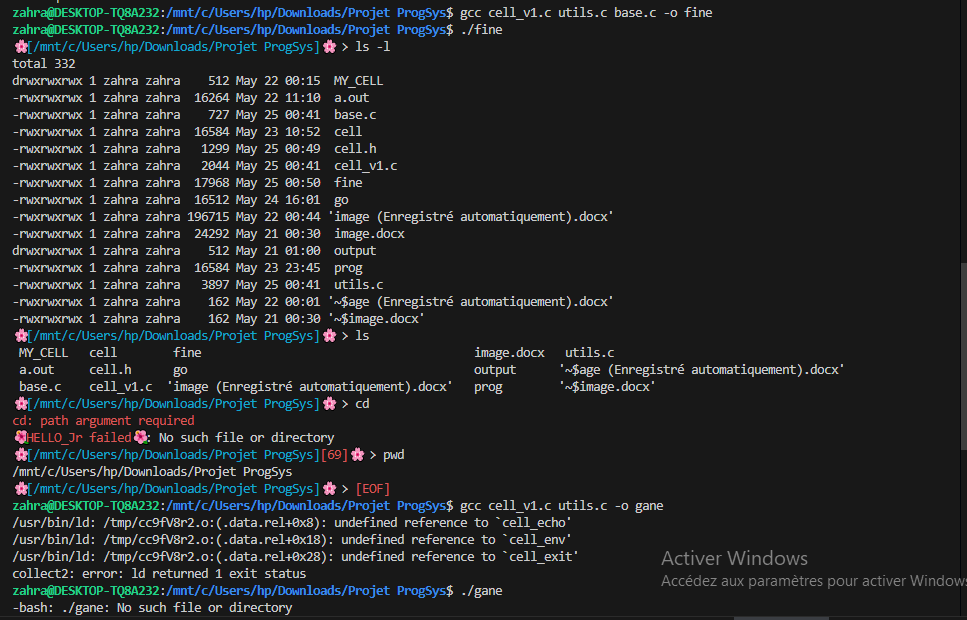 zahra@DESKTOP-TQ8A232:/mnt/c/Users/hp/Downloads/Projet ProgSys$ gcc cell_v1.c utils.c base.c -o fine
zahra@DESKTOP-TQ8A232:/mnt/c/Users/hp/Downloads/Projet ProgSys$ ./fine
🌸[/mnt/c/Users/hp/Downloads/Projet ProgSys]🌸 > ls -l
total 332
drwxrwxrwx 1 zahra zahra    512 May 22 00:15  MY_CELL
-rwxrwxrwx 1 zahra zahra  16264 May 22 11:10  a.out
-rwxrwxrwx 1 zahra zahra    727 May 25 00:41  base.c
-rwxrwxrwx 1 zahra zahra  16584 May 23 10:52  cell
-rwxrwxrwx 1 zahra zahra   1299 May 25 00:49  cell.h
-rwxrwxrwx 1 zahra zahra   2044 May 25 00:41  cell_v1.c
-rwxrwxrwx 1 zahra zahra  17968 May 25 00:50  fine
-rwxrwxrwx 1 zahra zahra  16512 May 24 16:01  go
-rwxrwxrwx 1 zahra zahra 196715 May 22 00:44 'image (Enregistré automatiquement).docx'
-rwxrwxrwx 1 zahra zahra  24292 May 21 00:30  image.docx
drwxrwxrwx 1 zahra zahra    512 May 21 01:00  output
-rwxrwxrwx 1 zahra zahra  16584 May 23 23:45  prog
-rwxrwxrwx 1 zahra zahra   3897 May 25 00:41  utils.c
-rwxrwxrwx 1 zahra zahra    162 May 22 00:01 '~$age (Enregistré automatiquement).docx'
-rwxrwxrwx 1 zahra zahra    162 May 21 00:30 '~$image.docx'
🌸[/mnt/c/Users/hp/Downloads/Projet ProgSys]🌸 > ls
MY_CELL   cell       fine                                      image.docx   utils.c
a.out     cell.h     go                                        output      '~$age (Enregistré automatiquement).docx'
base.c    cell_v1.c  'image (Enregistré automatiquement).docx'   prog        '~$image.docx'
🌸[/mnt/c/Users/hp/Downloads/Projet ProgSys]🌸 > cd
cd: path argument required
🌺HELLO_Jr failed🌺: No such file or directory
🌸[/mnt/c/Users/hp/Downloads/Projet ProgSys][69]🌸 > pwd
/mnt/c/Users/hp/Downloads/Projet ProgSys
🌸[/mnt/c/Users/hp/Downloads/Projet ProgSys]🌸 > [EOF]
zahra@DESKTOP-TQ8A232:/mnt/c/Users/hp/Downloads/Projet ProgSys$ gcc cell_v1.c utils.c -o gane
/usr/bin/ld: /tmp/cc9fV8r2.o:(.data.rel+0x8): undefined reference to `cell_echo'
/usr/bin/ld: /tmp/cc9fV8r2.o:(.data.rel+0x18): undefined reference to `cell_env'
/usr/bin/ld: /tmp/cc9fV8r2.o:(.data.rel+0x28): undefined reference to `cell_exit'
collect2: error: ld returned 1 exit status
zahra@DESKTOP-TQ8A232:/mnt/c/Users/hp/Downloads/Projet ProgSys$ ./gane
-bash: ./gane: No such file or directory
Activer Windows
Accédez aux paramètres pour activer Windows